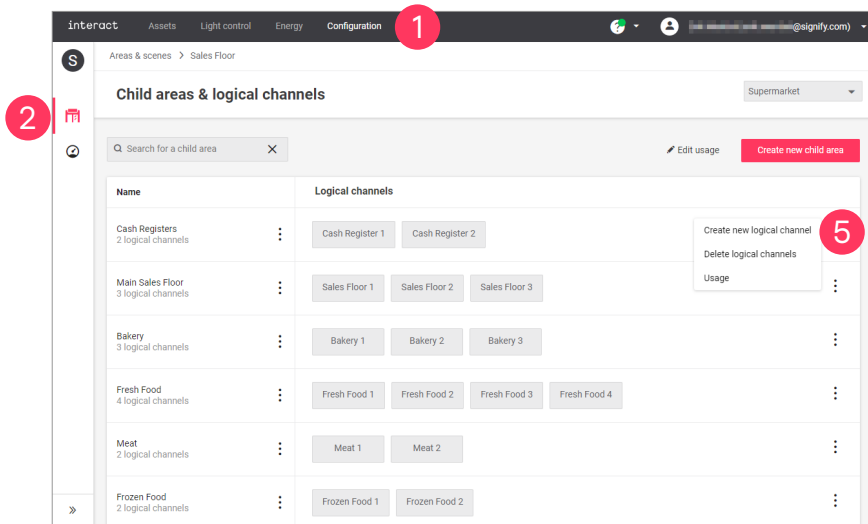 interact Assets Light control Energy Configuration 1 ? @signify.com)
S Areas & scenes > Sales Floor
Child areas & logical channels Supermarket
2
Search for a child area Edit usage Create new child area
Name Logical channels
Cash Registers
2 logical channels
Cash Register 1 Cash Register 2
Create new logical channel 5
Delete logical channels
Usage
Main Sales Floor
3 logical channels
Sales Floor 1 Sales Floor 2 Sales Floor 3
Bakery
3 logical channels
Bakery 1 Bakery 2 Bakery 3
Fresh Food
4 logical channels
Fresh Food 1 Fresh Food 2 Fresh Food 3 Fresh Food 4
Meat
2 logical channels
Meat 1 Meat 2
Frozen Food
2 logical channels
Frozen Food 1 Frozen Food 2